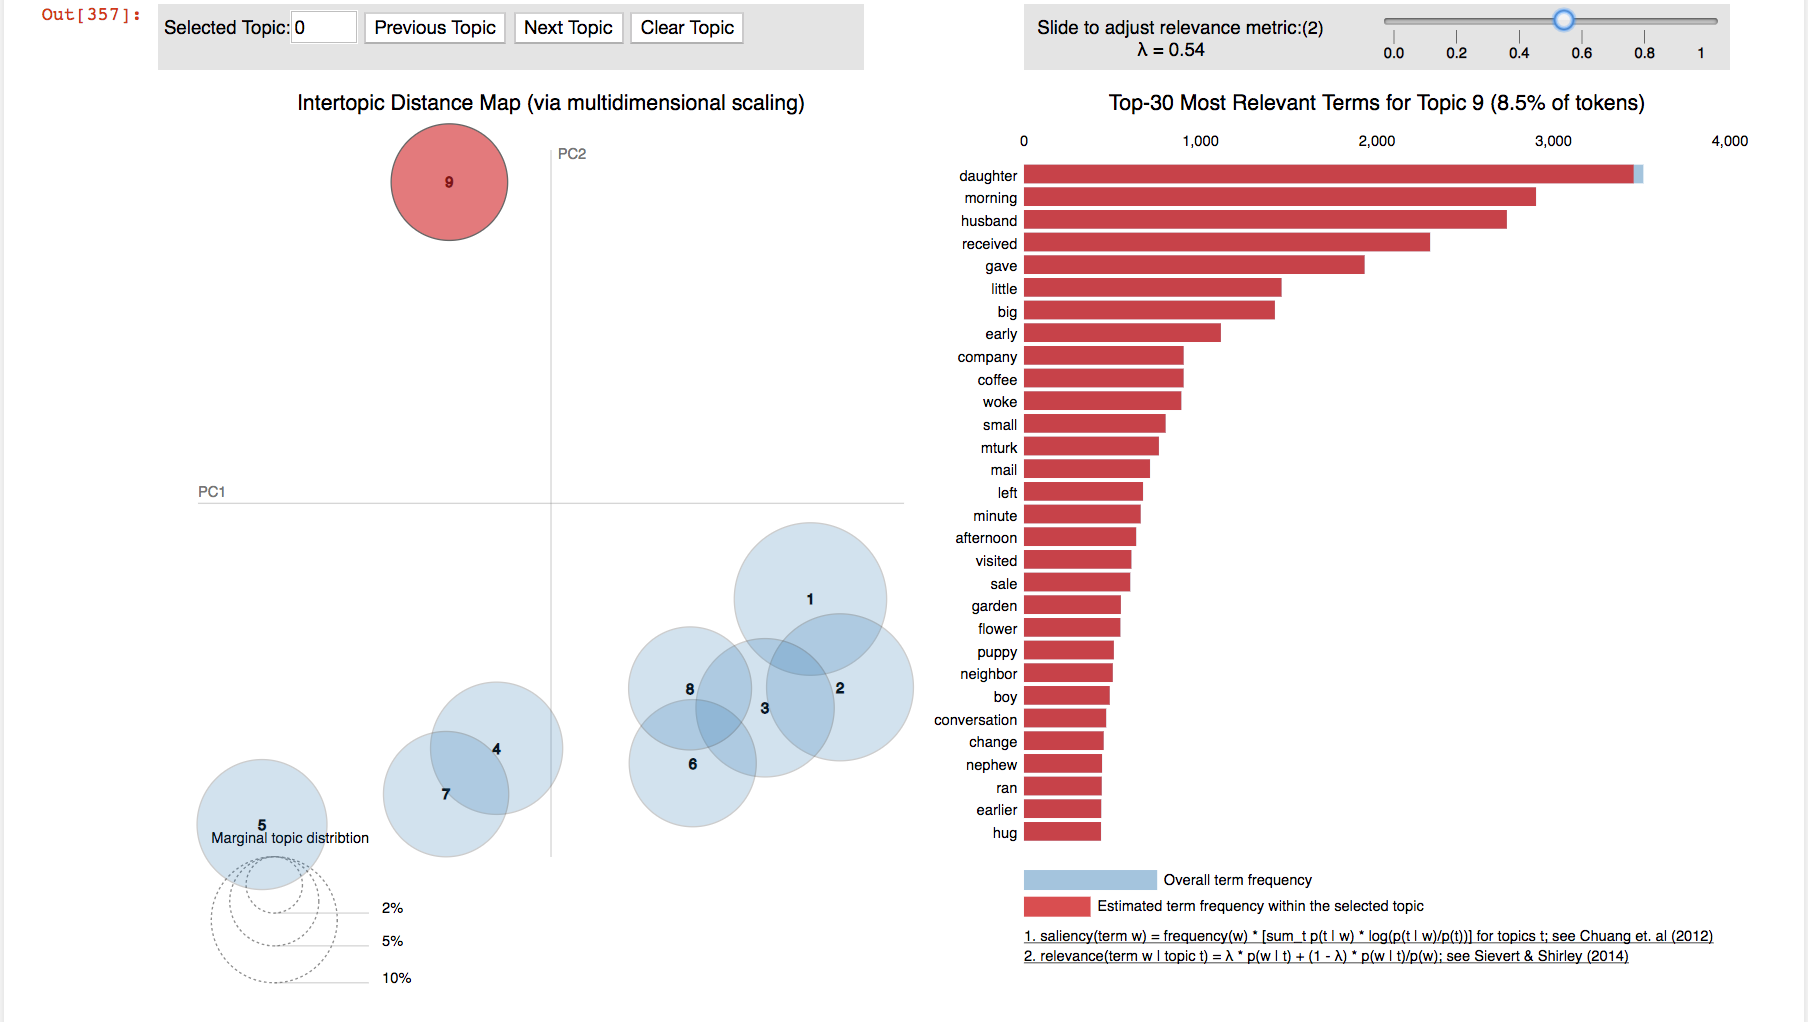 Out[357]:
Selected Topic: 0 Previous Topic Next Topic Clear Topic
Slide to adjust relevance metric:(2)
λ = 0.54
0.0 0.2 0.4 0.6 0.8 1
Intertopic Distance Map (via multidimensional scaling)
PC2
PC1
9
1
2
3
8
6
4
7
5
Marginal topic distribtion
2%
5%
10%
Top-30 Most Relevant Terms for Topic 9 (8.5% of tokens)
0 1,000 2,000 3,000 4,000
daughter
morning
husband
received
gave
little
big
early
company
coffee
woke
small
mturk
mail
left
minute
afternoon
visited
sale
garden
flower
puppy
neighbor
boy
conversation
change
nephew
ran
earlier
hug
Overall term frequency
Estimated term frequency within the selected topic
1. saliency(term w) = frequency(w) * [sum_t p(t | w) * log(p(t | w)/p(t))] for topics t; see Chuang et. al (2012)
2. relevance(term w | topic t) = λ * p(w | t) + (1 - λ) * p(w | t)/p(w); see Sievert & Shirley (2014)